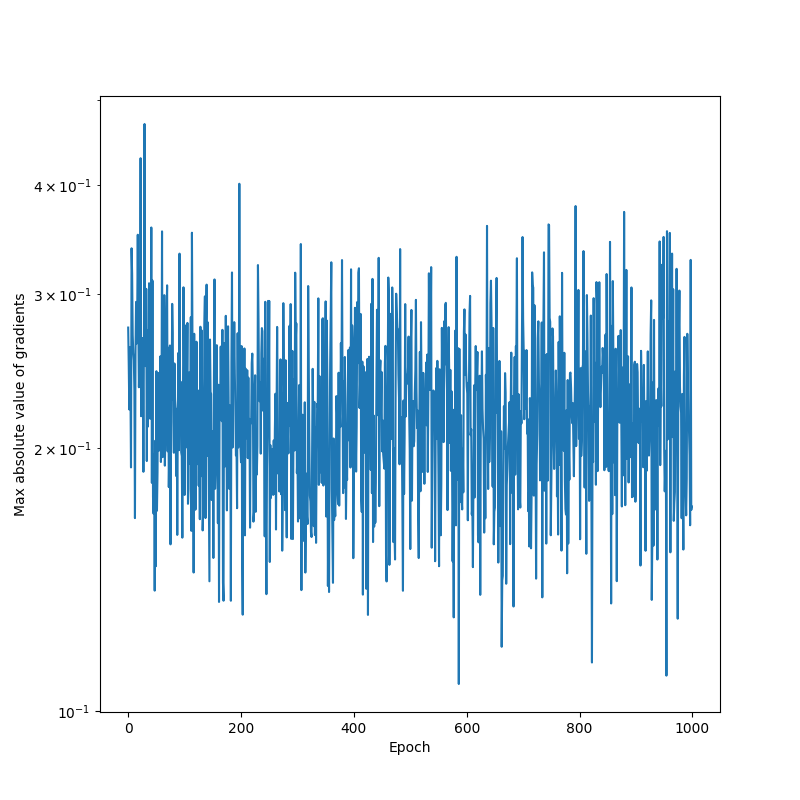 Max absolute value of gradients
4 × 10⁻¹
3 × 10⁻¹
2 × 10⁻¹
10⁻¹
0 200 400 600 800 1000
Epoch